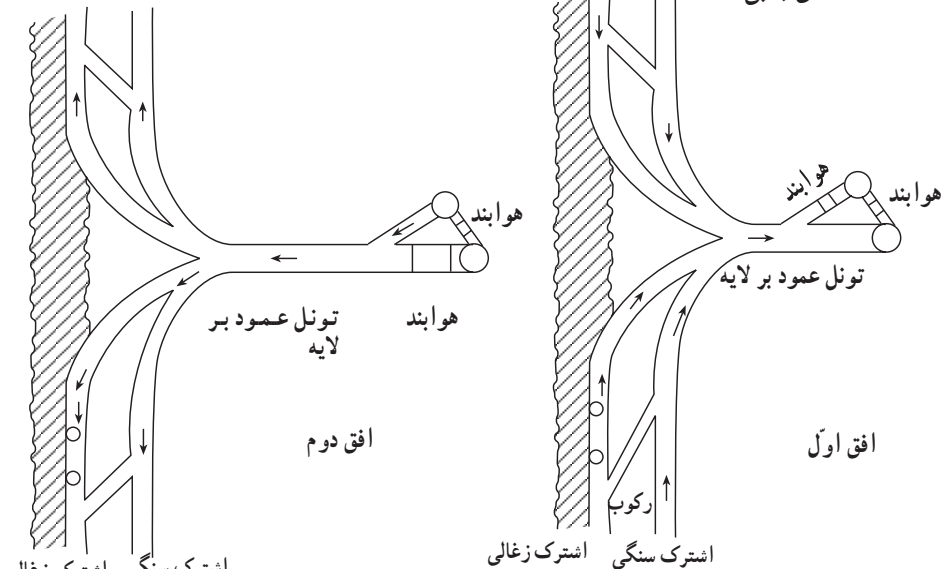 هوابند
هوابند
تونل عمود بر لایه
افق اوّل
رکوب
اشترک سنگی
اشترک زغالی
هوابند
هوابند
تونل عمود بر
لایه
افق دوم